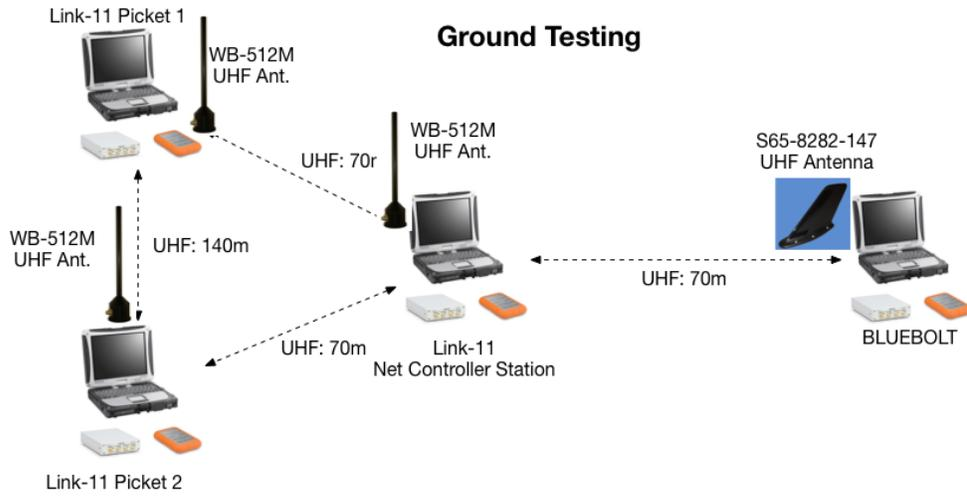 Link-11 Picket 1
Ground Testing
WB-512M
UHF Ant.
WB-512M
UHF Ant.
S65-8282-147
UHF Antenna
UHF: 70r
WB-512M
UHF Ant.
UHF: 140m
UHF: 70m
UHF: 70m
Link-11
Net Controller Station
BLUEBOLT
Link-11 Picket 2